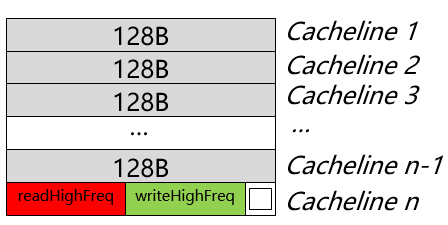 128B Cacheline 1
128B Cacheline 2
128B Cacheline 3
... ...
128B Cacheline n-1
readHighFreq writeHighFreq Cacheline n